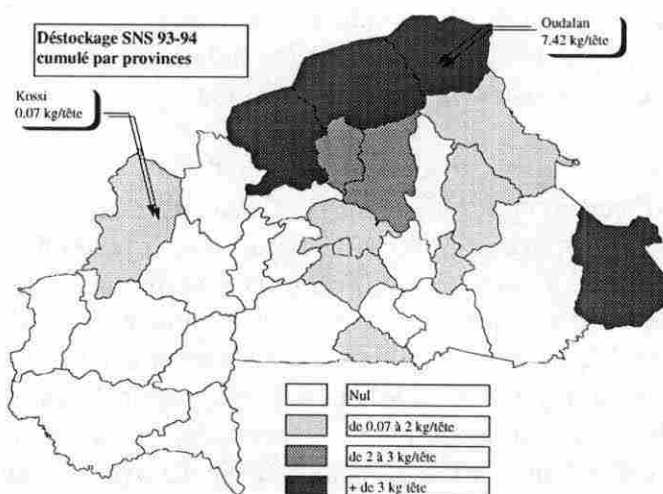 Déstockage SNS 93-94
cumulé par provinces
Oudalan
7.42 kg/tête
Kossi
0.07 kg/tête
Nul
de 0.07 à 2 kg/tête
de 2 à 3 kg/tête
+ de 3 kg tête